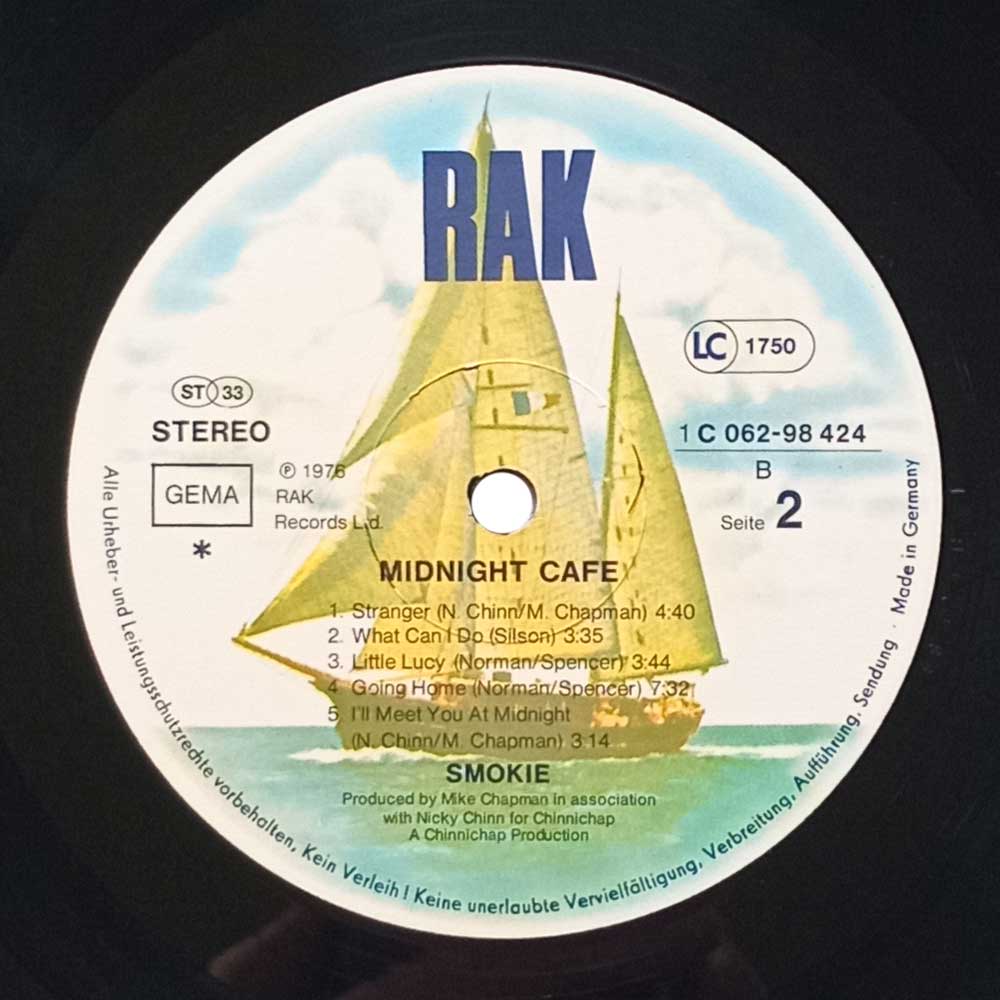 RAK
LC 1750
ST 33
STEREO
1 C 062-98 424
GEMA
℗ 1976
RAK
Records Ltd.
B
Seite 2
*
MIDNIGHT CAFE
1. Stranger (N. Chinn/M. Chapman) 4:40
2. What Can I Do (Silson) 3:35
3. Little Lucy (Norman/Spencer) 3:44
4. Going Home (Norman/Spencer) 7:32
5. I'll Meet You At Midnight
(N. Chinn/M. Chapman) 3:14
SMOKIE
Produced by Mike Chapman in association
with Nicky Chinn for Chinnichap
A Chinnichap Production
Alle Urheber- und Leistungsschutzrechte vorbehalten, Kein Verleih! Keine unerlaubte Vervielfältigung, Verbreitung, Aufführung, Sendung · Made in Germany